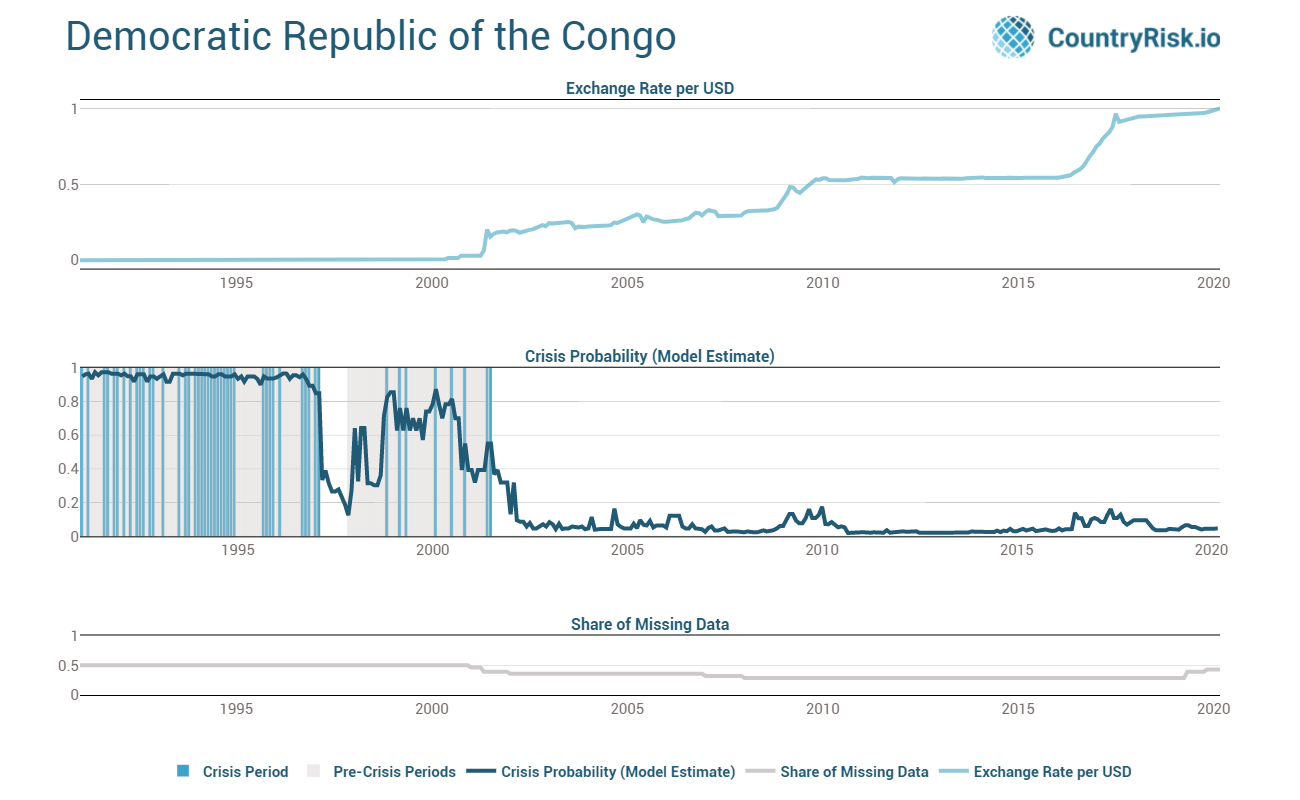 Democratic Republic of the Congo
CountryRisk.io
Exchange Rate per USD
1
0.5
0
1995 2000 2005 2010 2015 2020
Crisis Probability (Model Estimate)
1
0.8
0.6
0.4
0.2
0
1995 2000 2005 2010 2015 2020
Share of Missing Data
1
0.5
0
1995 2000 2005 2010 2015 2020
Crisis Period Pre-Crisis Periods Crisis Probability (Model Estimate) Share of Missing Data Exchange Rate per USD